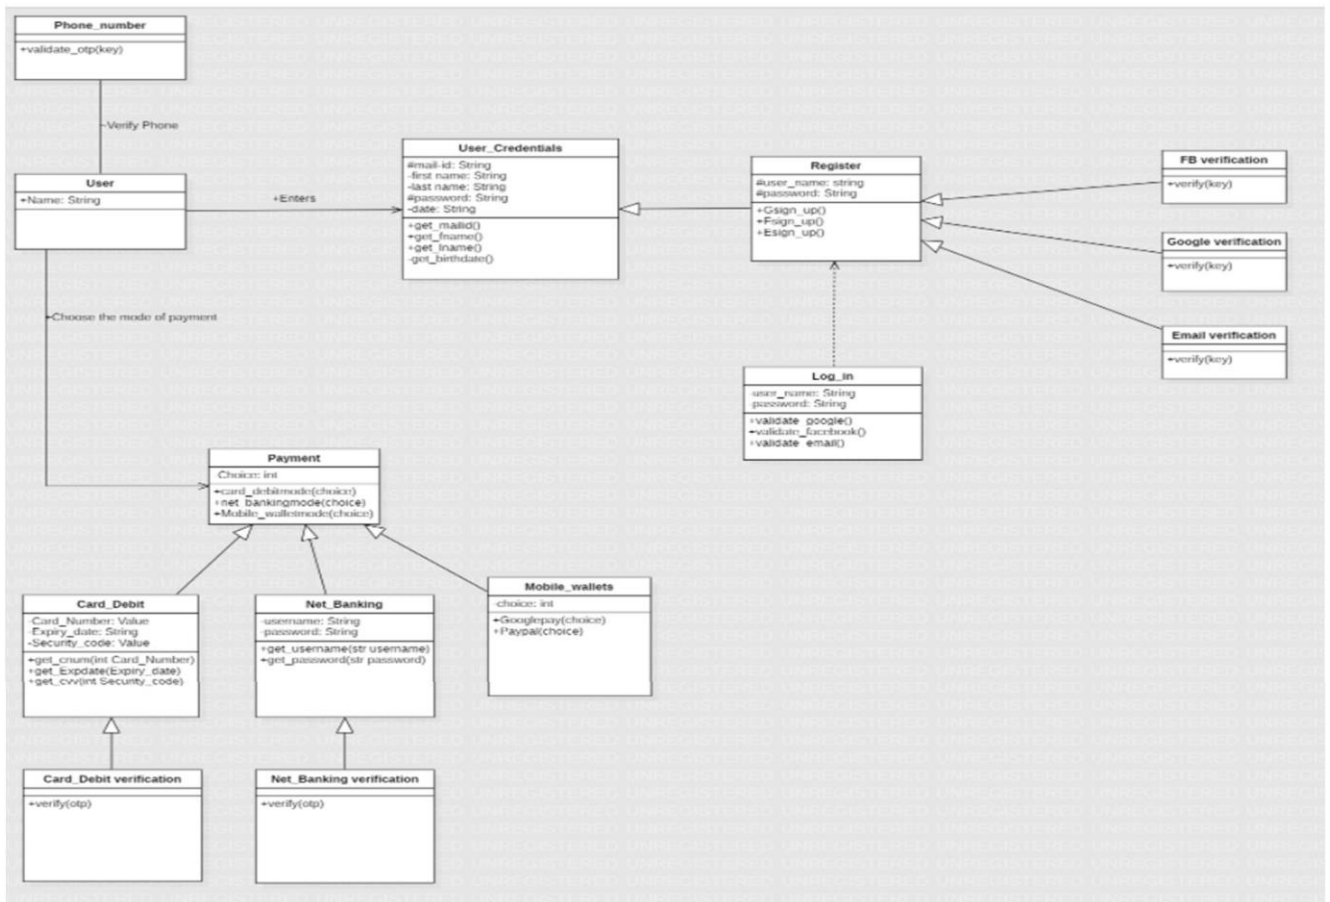 Phone_number
+validate_otp(key)
-Verify Phone
User
+Name: String
+Enters
User_Credentials
#mail-id: String
-first name: String
-last name: String
#password: String
-date: String
+get_mailid()
+get_fname()
+get_lname()
-get_birthdate()
Register
#user_name: string
#password: String
+Gsign_up()
+Fsign_up()
+Esign_up()
FB verification
+verify(key)
Google verification
+verify(key)
Email verification
+verify(key)
+Choose the mode of payment
Log_in
-user_name: String
-password: String
+validate_google()
+validate_facebook()
+validate_email()
Payment
Choice: int
+card_debitmode(choice)
+net_bankingmode(choice)
+Mobile_walletmode(choice)
Card_Debit
-Card_Number: Value
-Expiry_date: String
-Security_code: Value
+get_cnum(int Card_Number)
+get_Expdate(Expiry_date)
+get_cvv(int Security_code)
Net_Banking
-username: String
-password: String
+get_username(str username)
+get_password(str password)
Mobile_wallets
-choice: int
+Googlepay(choice)
+Paypal(choice)
Card_Debit verification
+verify(otp)
Net_Banking verification
+verify(otp)
UNREGISTERED